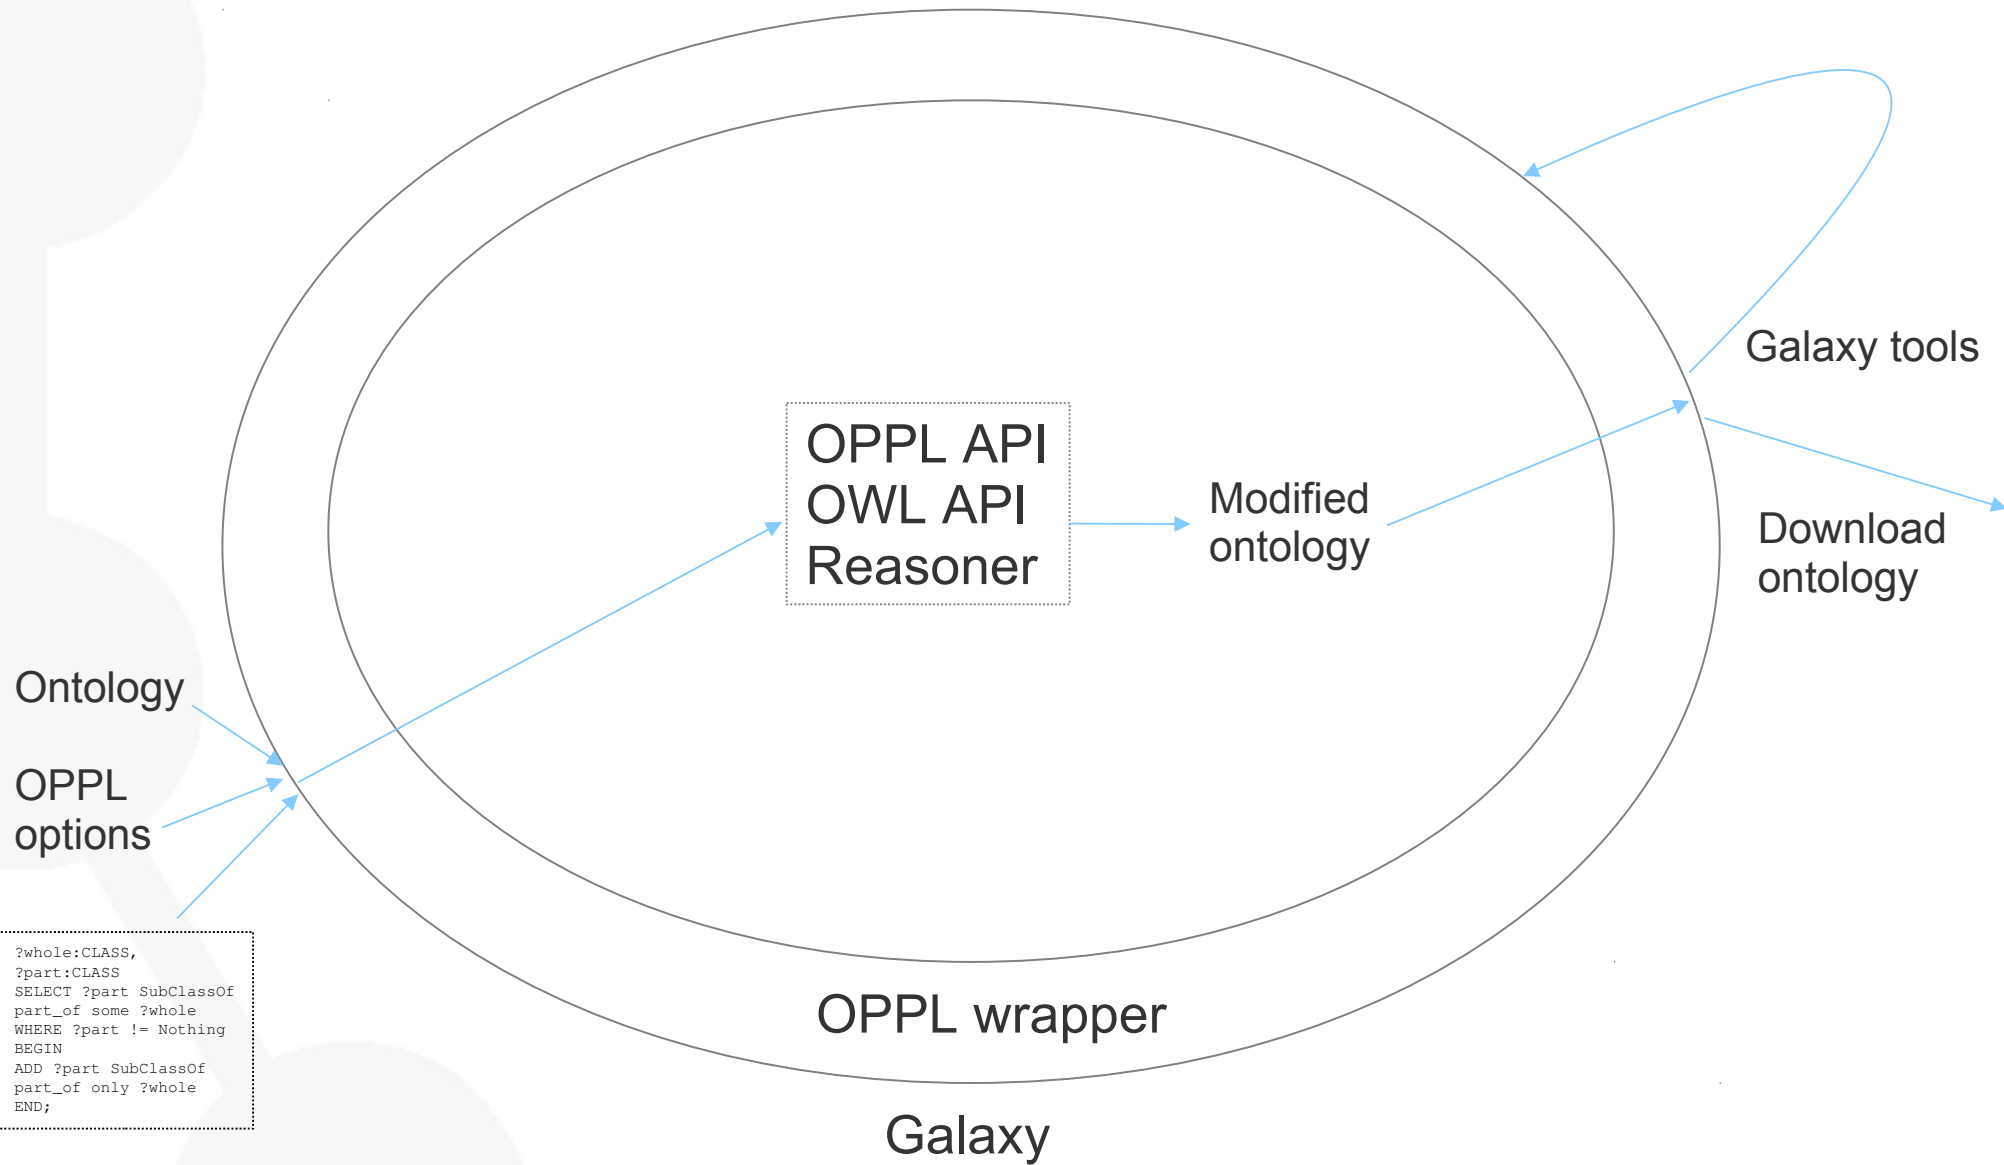 Galaxy tools
OPPL API
OWL API
Reasoner
Modified
ontology
Download
ontology
Ontology
OPPL
options
?whole:CLASS,
?part:CLASS
SELECT ?part SubClassOf
part_of some ?whole
WHERE ?part != Nothing
BEGIN
ADD ?part SubClassOf
part_of only ?whole
END;
OPPL wrapper
Galaxy